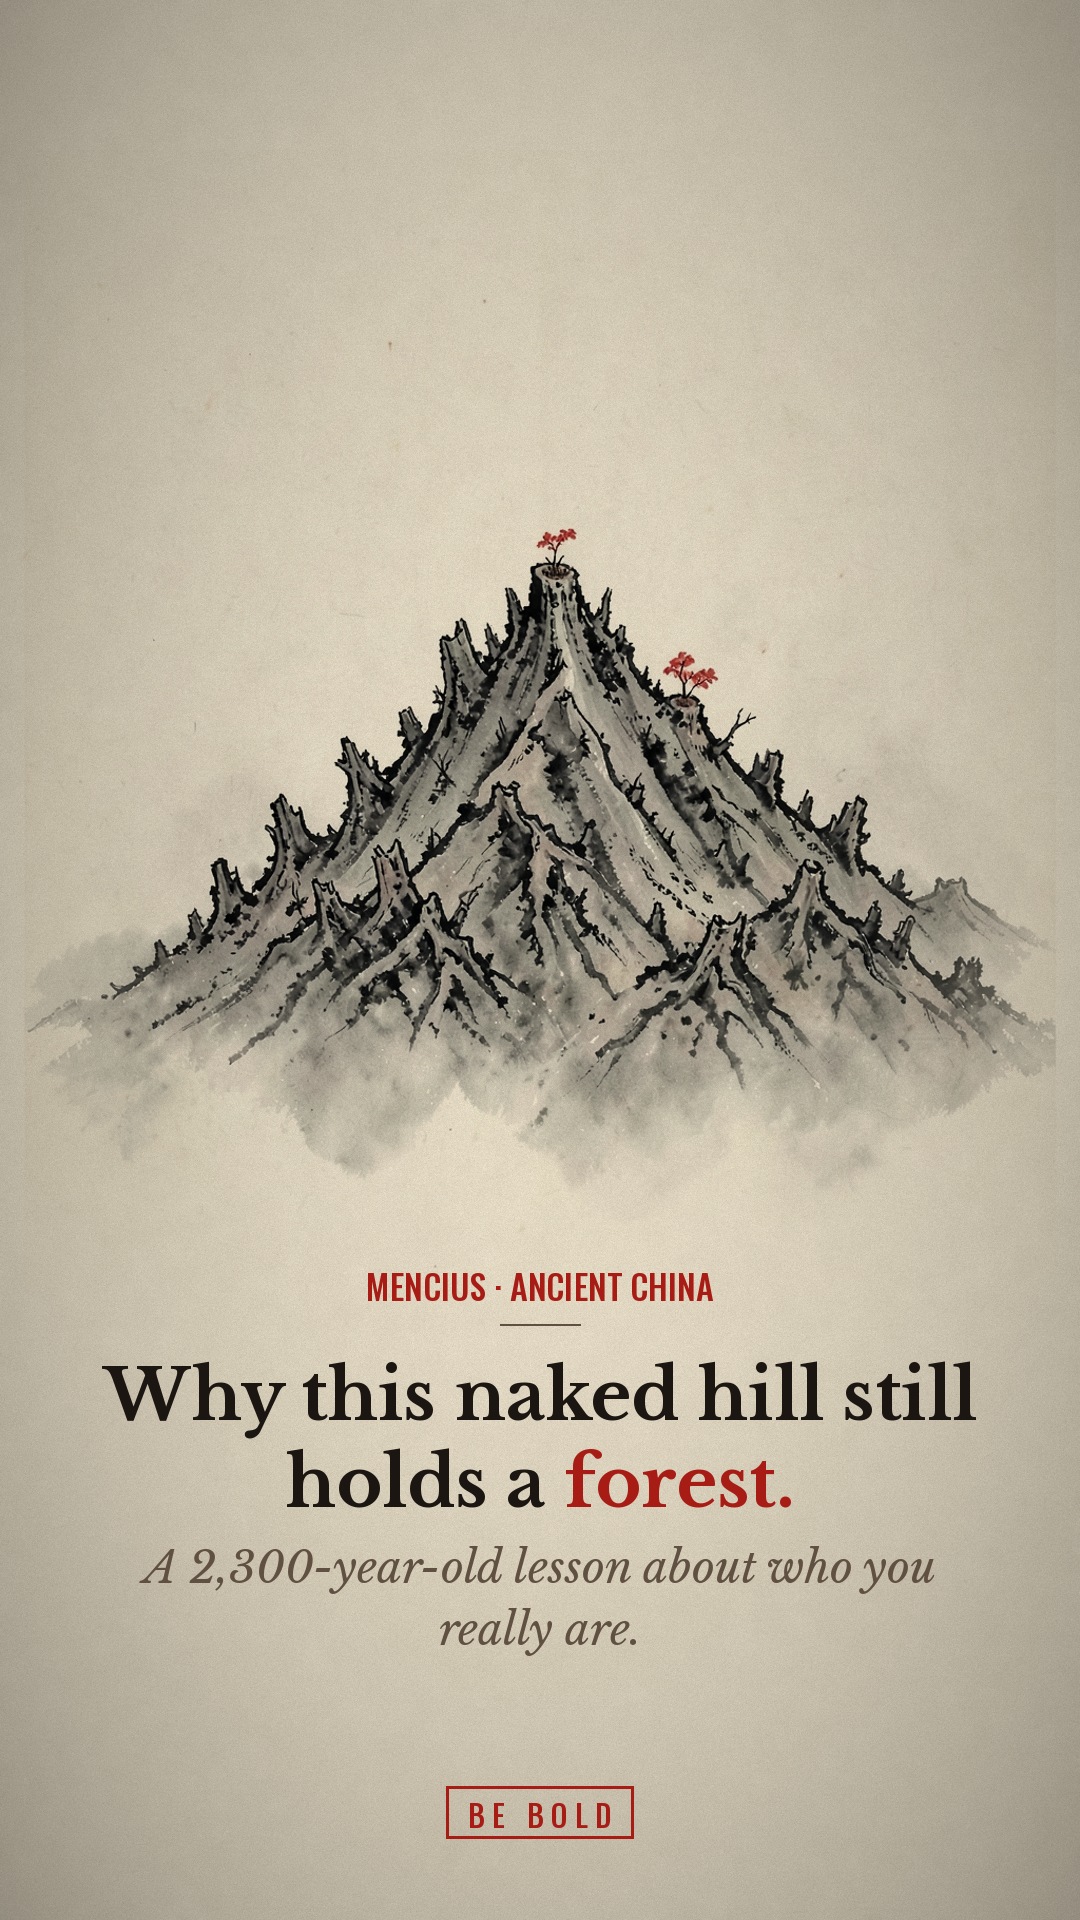 MENCIUS · ANCIENT CHINA
Why this naked hill still
holds a forest.
A 2,300-year-old lesson about who you
really are.
BE BOLD